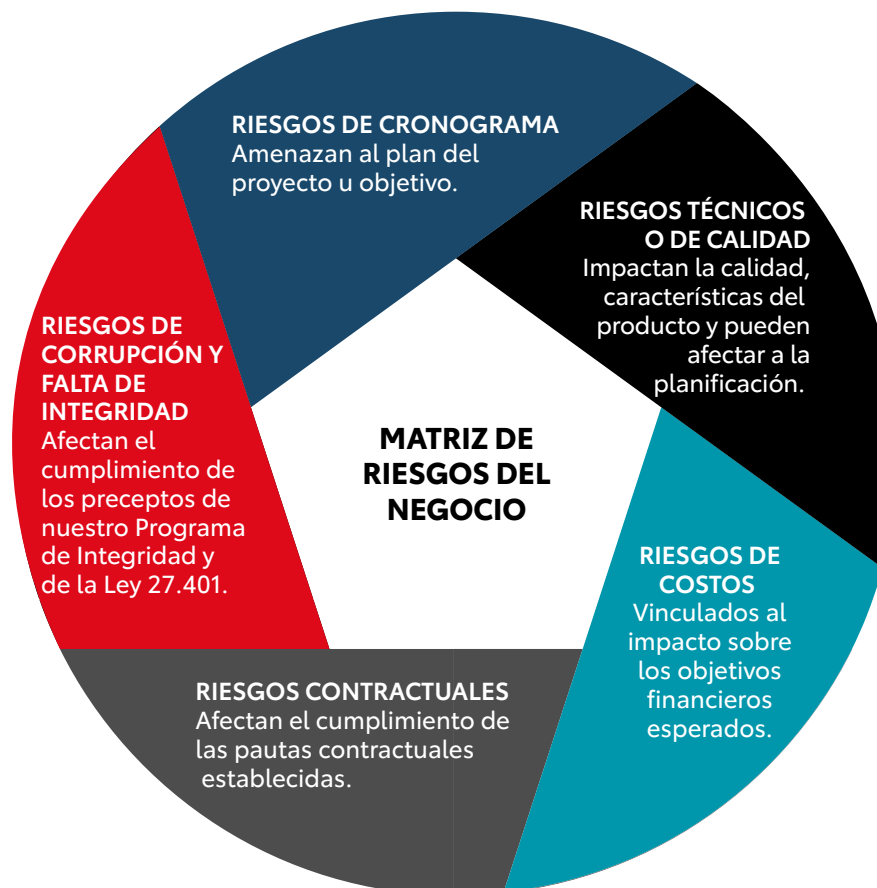 RIESGOS DE CRONOGRAMA
Amenazan al plan del
proyecto u objetivo.
RIESGOS TÉCNICOS
O DE CALIDAD
Impactan la calidad,
características del
producto y pueden
afectar a la
planificación.
RIESGOS DE
CORRUPCIÓN Y
FALTA DE
INTEGRIDAD
Afectan el
cumplimiento de
los preceptos de
nuestro Programa
de Integridad y
de la Ley 27.401.
MATRIZ DE
RIESGOS DEL
NEGOCIO
RIESGOS DE
COSTOS
Vinculados al
impacto sobre
los objetivos
financieros
esperados.
RIESGOS CONTRACTUALES
Afectan el cumplimiento de
las pautas contractuales
establecidas.